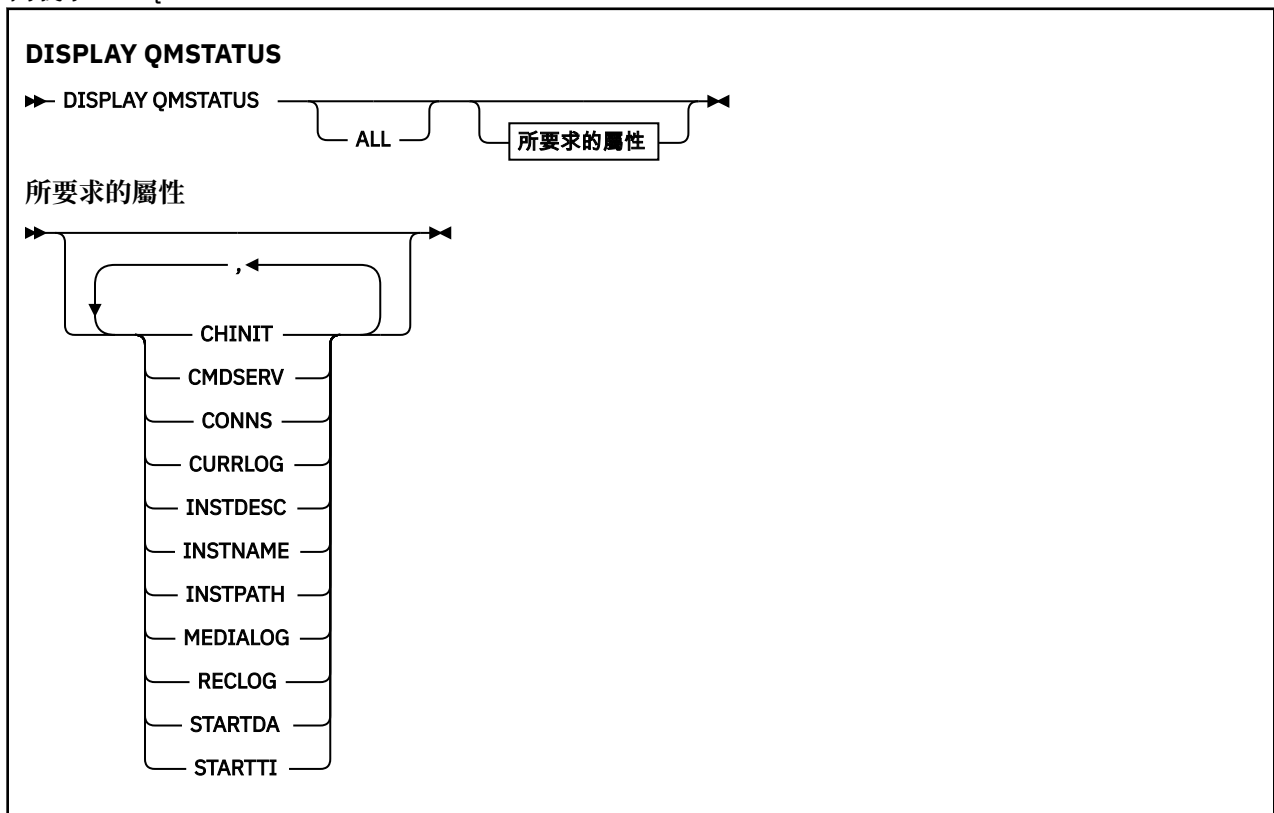 DISPLAY QMSTATUS
DISPLAY QMSTATUS
ALL
所要求的屬性
所要求的屬性
,
CHINIT
CMDSERV
CONNS
CURRLOG
INSTDESC
INSTNAME
INSTPATH
MEDIALOG
RECLOG
STARTDA
STARTTI